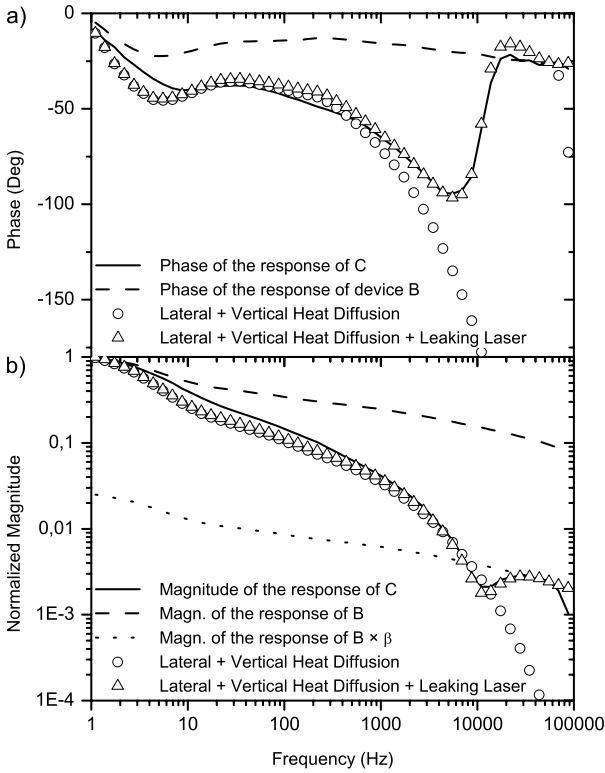 a)
0
-50
-100
-150
Phase (Deg)
Phase of the response of C
Phase of the response of device B
Lateral + Vertical Heat Diffusion
Lateral + Vertical Heat Diffusion + Leaking Laser
b)
1
0,1
0,01
1E-3
1E-4
Normalized Magnitude
Magnitude of the response of C
Magn. of the response of B
Magn. of the response of B × β
Lateral + Vertical Heat Diffusion
Lateral + Vertical Heat Diffusion + Leaking Laser
1 10 100 1000 10000 100000
Frequency (Hz)